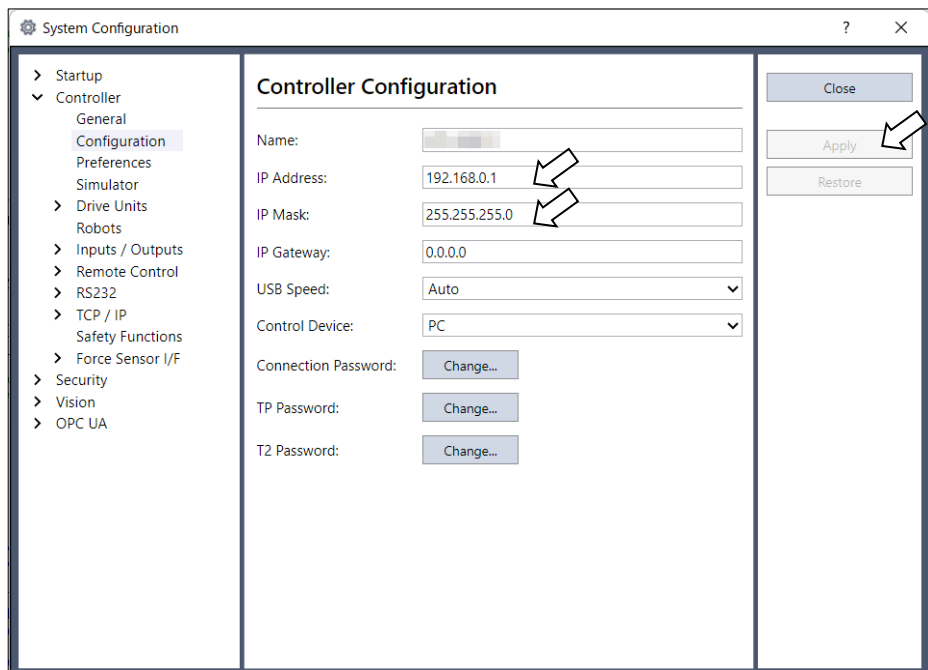 System Configuration
?
Startup
Controller
General
Configuration
Preferences
Simulator
Drive Units
Robots
Inputs / Outputs
Remote Control
RS232
TCP / IP
Safety Functions
Force Sensor I/F
Security
Vision
OPC UA
Controller Configuration
Name:
IP Address: 192.168.0.1
IP Mask: 255.255.255.0
IP Gateway: 0.0.0.0
USB Speed: Auto
Control Device: PC
Connection Password: Change...
TP Password: Change...
T2 Password: Change...
Close
Apply
Restore